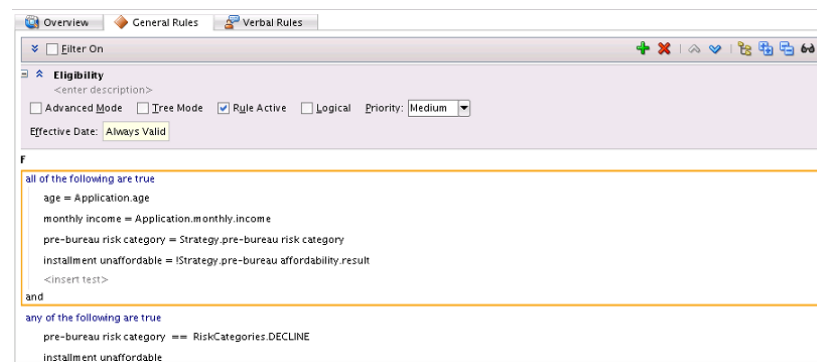 Overview General Rules Verbal Rules
Filter On
Eligibility
<enter description>
Advanced Mode Tree Mode Rule Active Logical Priority: Medium
Effective Date: Always Valid
F
all of the following are true
age = Application.age
monthly income = Application.monthly.income
pre-bureau risk category = Strategy.pre-bureau risk category
installment unaffordable = !Strategy.pre-bureau affordability.result
<insert test>
and
any of the following are true
pre-bureau risk category == RiskCategories.DECLINE
installment unaffordable